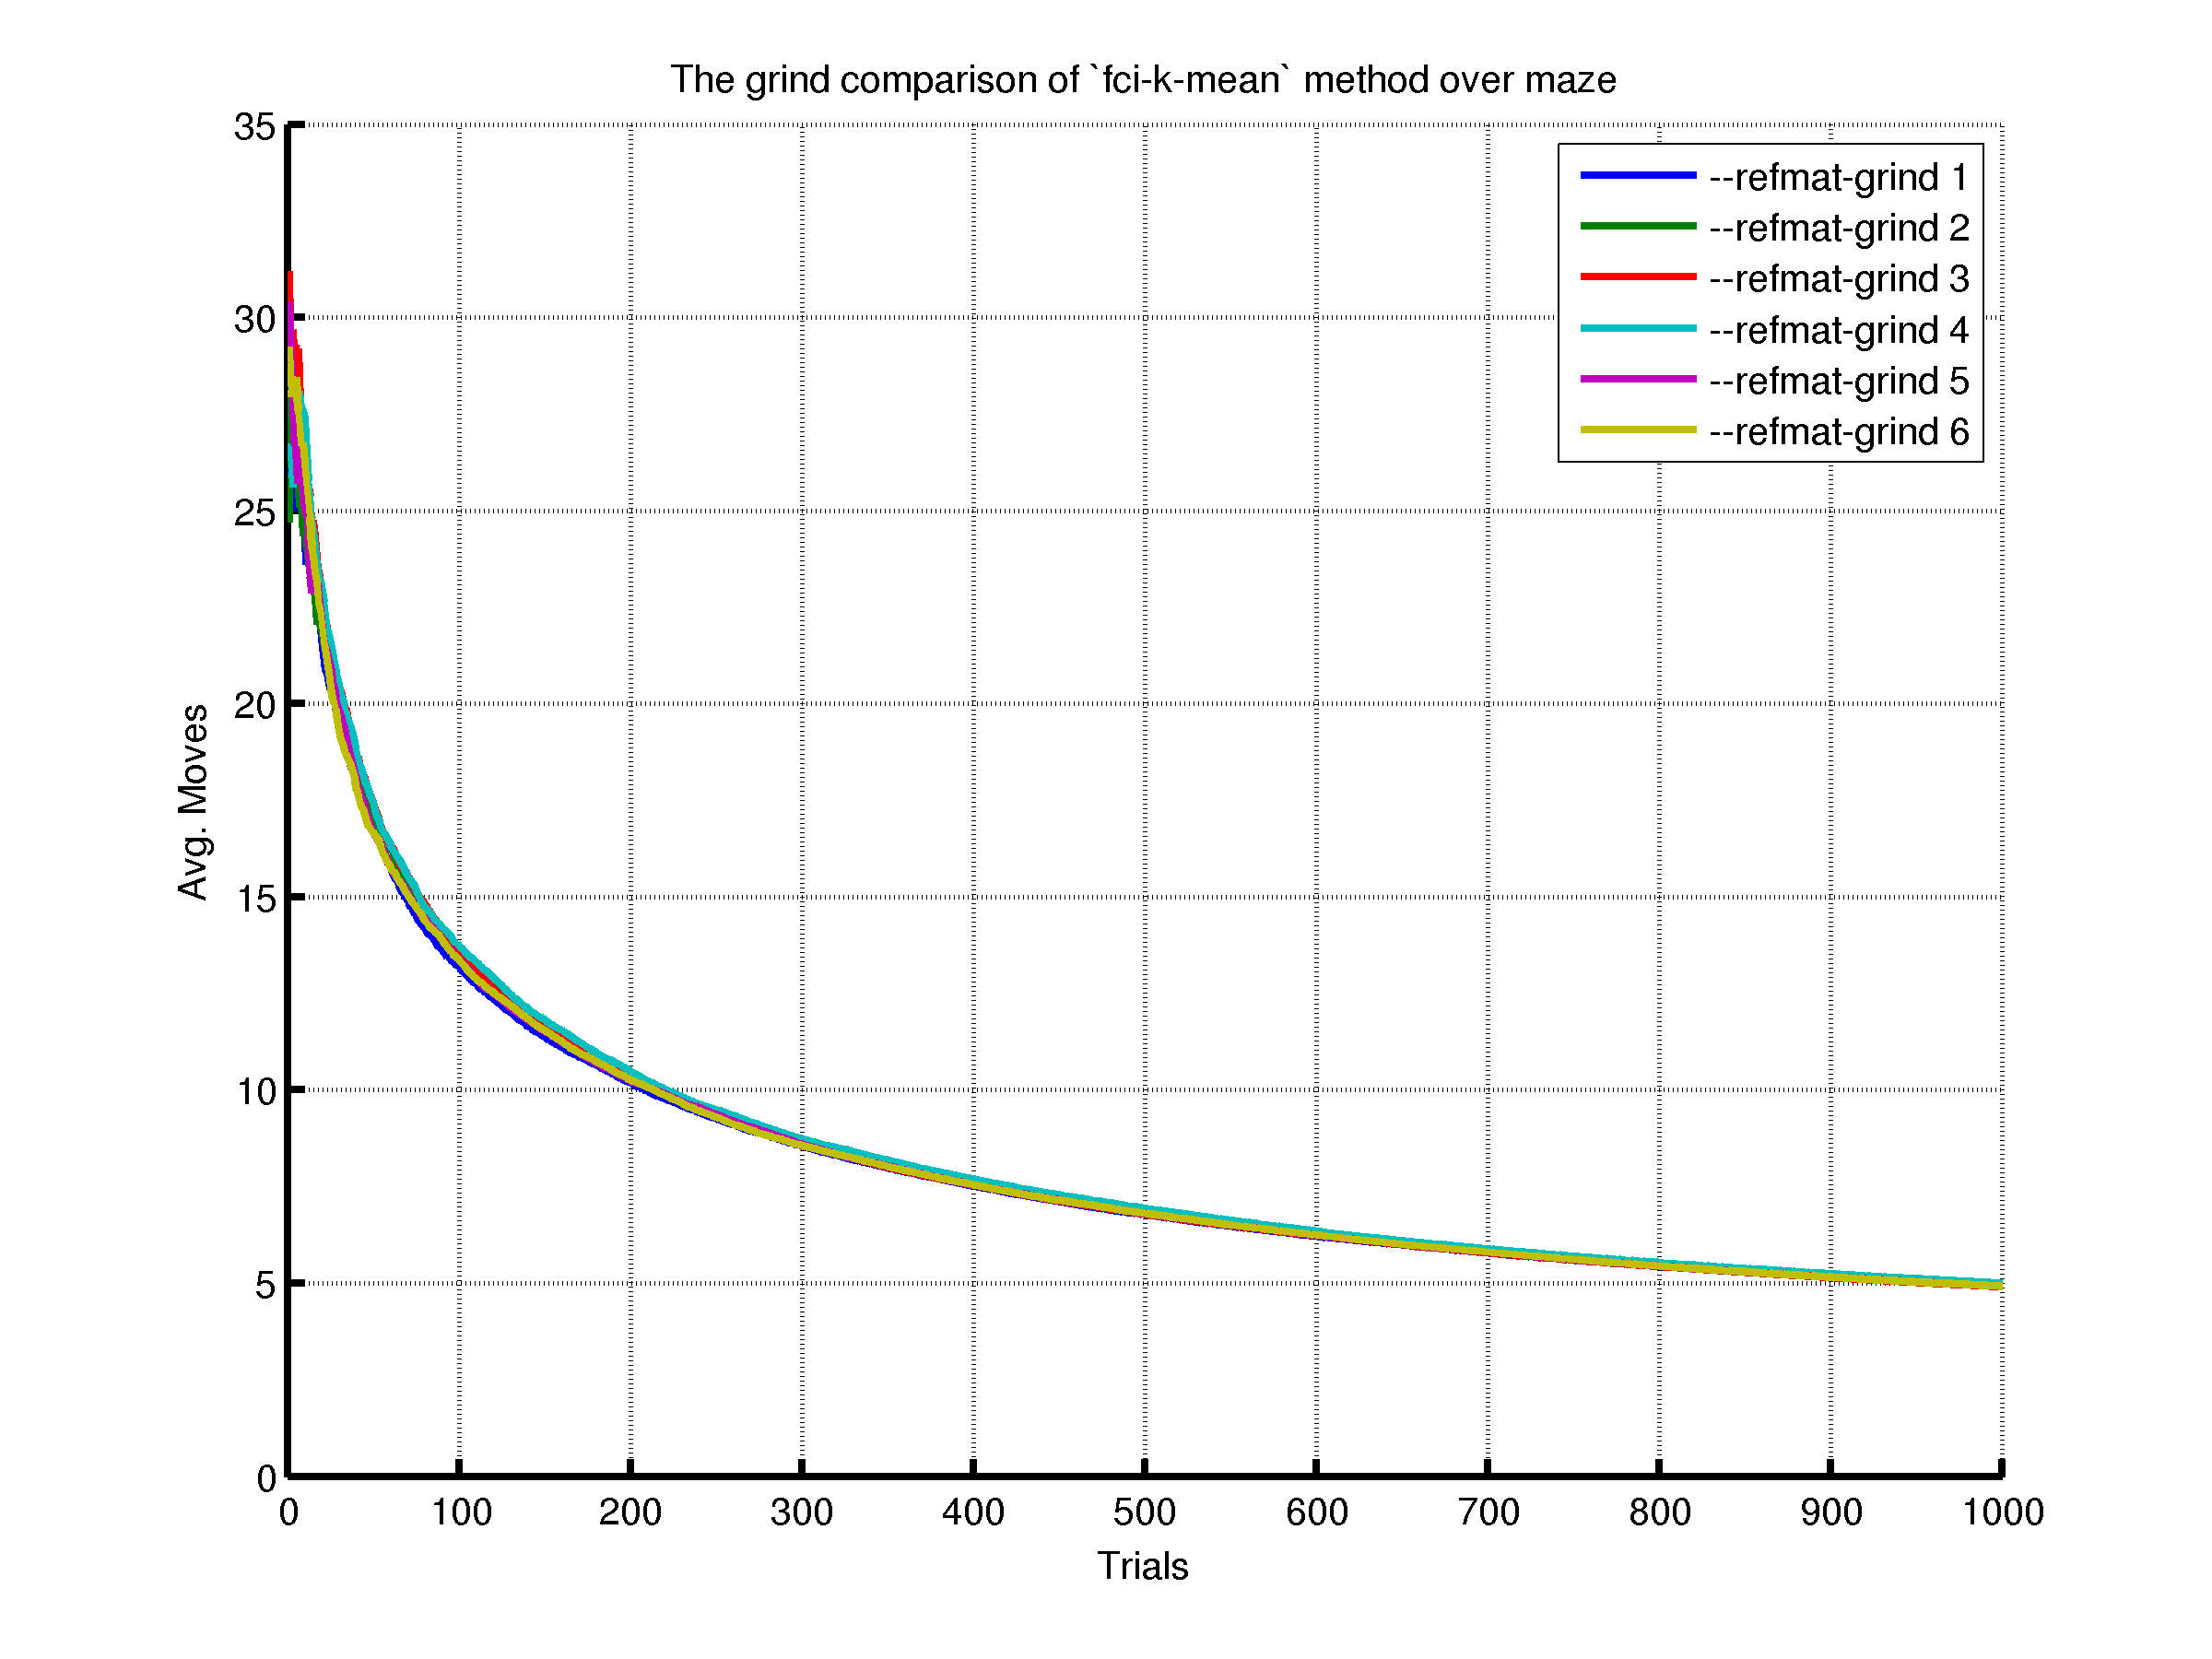 The grind comparison of `fci-k-mean` method over maze
35
30
25
20
15
10
5
0
Avg. Moves
--refmat-grind 1
--refmat-grind 2
--refmat-grind 3
--refmat-grind 4
--refmat-grind 5
--refmat-grind 6
0 100 200 300 400 500 600 700 800 900 1000
Trials